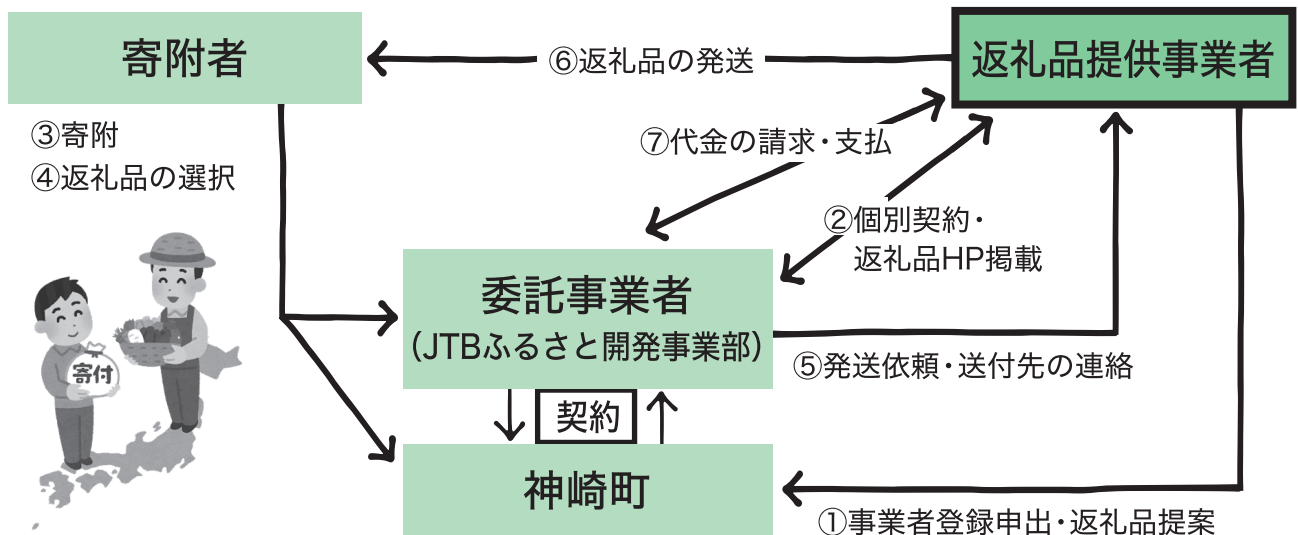 寄附者
⑥返礼品の発送
返礼品提供事業者
③寄附
④返礼品の選択
⑦代金の請求・支払
②個別契約・
返礼品HP掲載
委託事業者
（JTBふるさと開発事業部）
⑤発送依頼・送付先の連絡
寄付
契約
神崎町
①事業者登録申出・返礼品提案